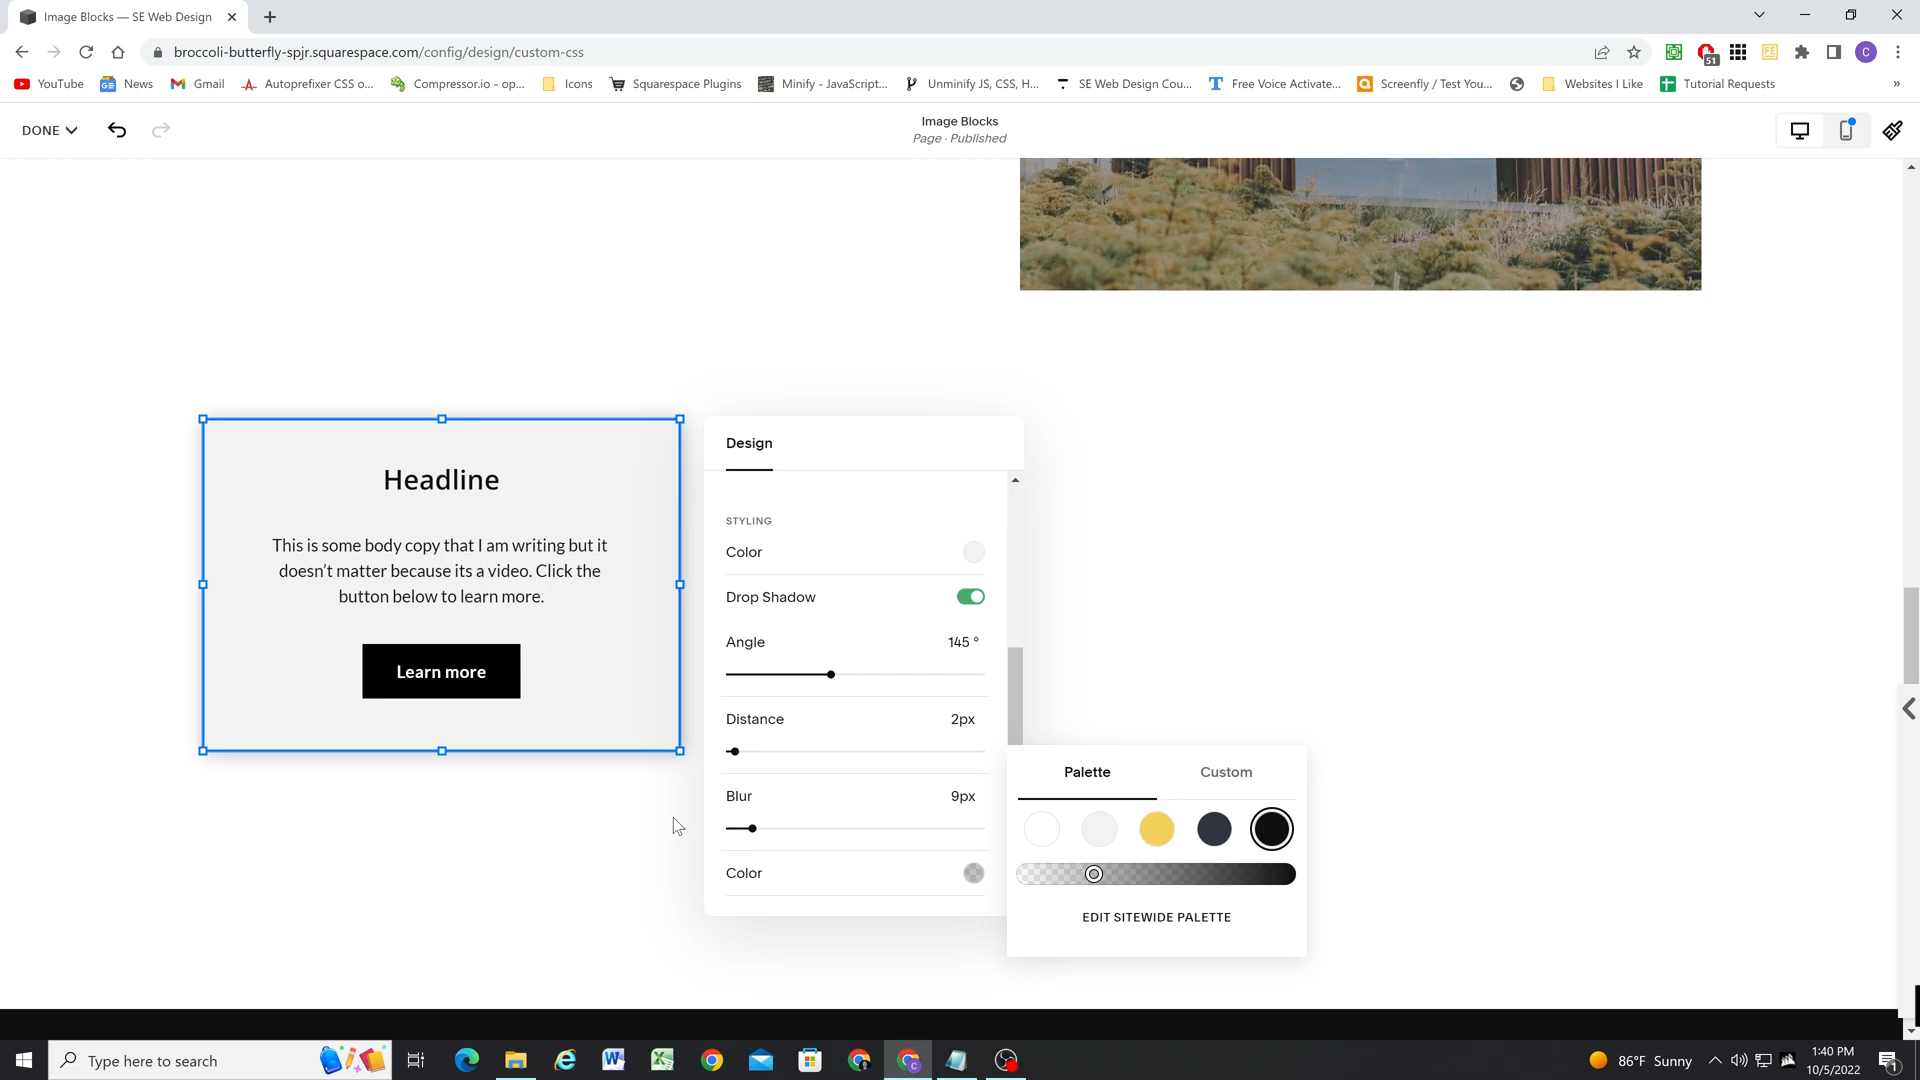 Image Blocks — SE Web Design
broccoli-butterfly-spjr.squarespace.com/config/design/custom-css
51
FE
C
YouTube
News
Gmail
Autoprefixer CSS o...
Compressor.io - op...
Icons
Squarespace Plugins
Minify - JavaScript...
Unminify JS, CSS, H...
SE Web Design Cou...
Free Voice Activate...
Screenfly / Test You...
Websites I Like
Tutorial Requests
»
DONE
Image Blocks
Page · Published
Headline
This is some body copy that I am writing but it
doesn’t matter because its a video. Click the
button below to learn more.
Learn more
Design
STYLING
Color
Drop Shadow
Angle 145 °
Distance 2px
Blur 9px
Color
Palette Custom
EDIT SITEWIDE PALETTE
Type here to search
86°F Sunny
1:40 PM
10/5/2022
1